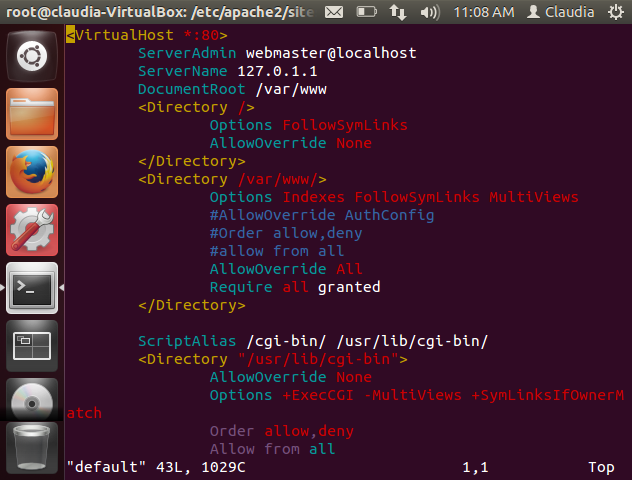 root@claudia-VirtualBox: /etc/apache2/site 11:08 AM Claudia
<VirtualHost *:80>
ServerAdmin webmaster@localhost
ServerName 127.0.1.1
DocumentRoot /var/www
<Directory />
Options FollowSymLinks
AllowOverride None
</Directory>
<Directory /var/www/>
Options Indexes FollowSymLinks MultiViews
#AllowOverride AuthConfig
#Order allow,deny
#allow from all
AllowOverride All
Require all granted
</Directory>
ScriptAlias /cgi-bin/ /usr/lib/cgi-bin/
<Directory "/usr/lib/cgi-bin">
AllowOverride None
Options +ExecCGI -MultiViews +SymLinksIfOwnerM
atch
Order allow,deny
Allow from all
"default" 43L, 1029C 1,1 Top